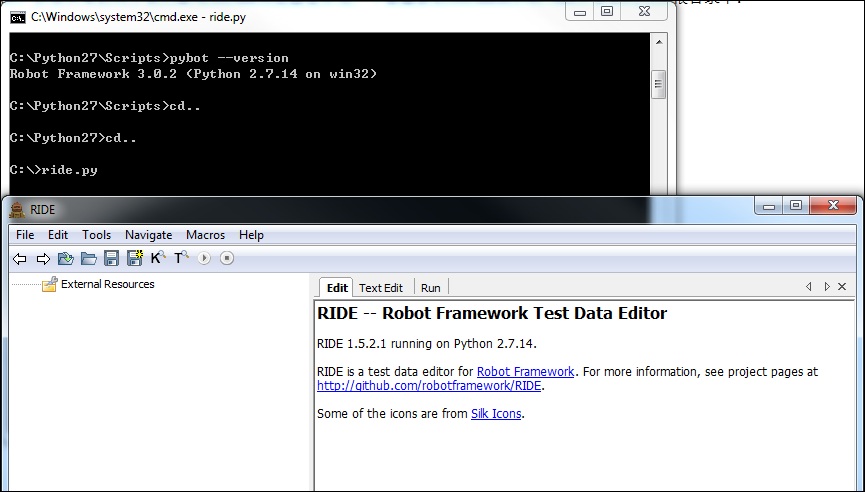 C:\Windows\system32\cmd.exe - ride.py
C:\Python27\Scripts>pybot --version
Robot Framework 3.0.2 (Python 2.7.14 on win32)
C:\Python27\Scripts>cd..
C:\Python27>cd..
C:\>ride.py
RIDE
File Edit Tools Navigate Macros Help
K T
External Resources
Edit Text Edit Run
RIDE -- Robot Framework Test Data Editor
RIDE 1.5.2.1 running on Python 2.7.14.
RIDE is a test data editor for Robot Framework. For more information, see project pages at
http://github.com/robotframework/RIDE.
Some of the icons are from Silk Icons.